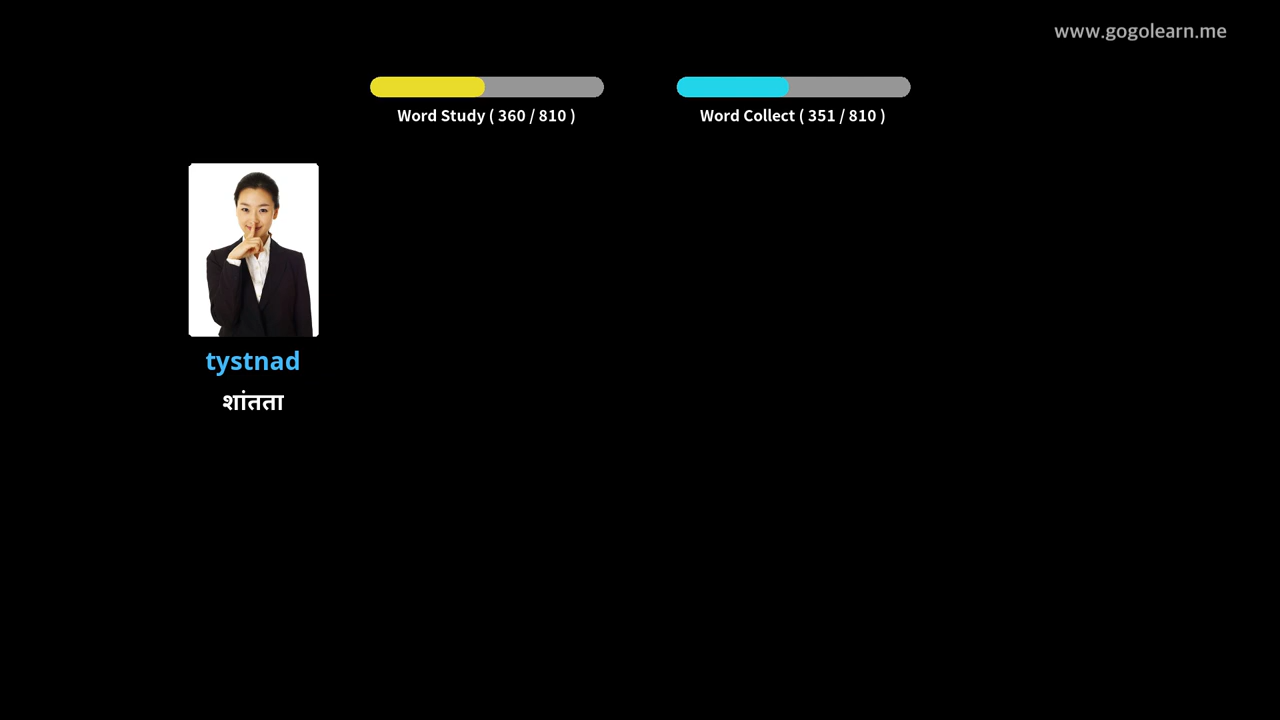 www.gogolearn.me
Word Study ( 360 / 810 )
Word Collect ( 351 / 810 )
tystnad
शांतता